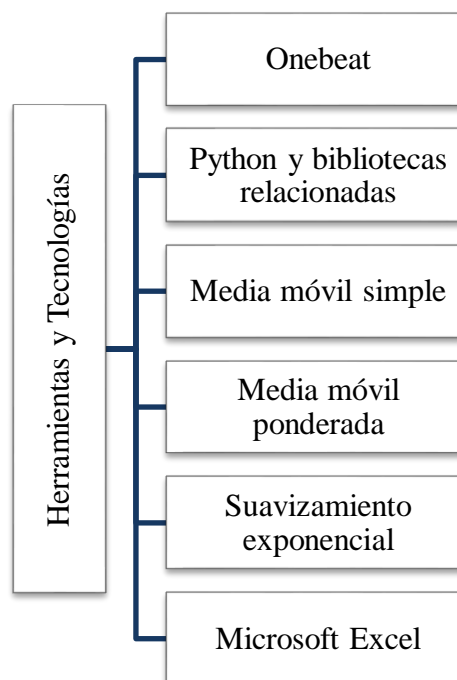 Herramientas y Tecnologías
Onebeat
Python y bibliotecas
relacionadas
Media móvil simple
Media móvil
ponderada
Suavizamiento
exponencial
Microsoft Excel